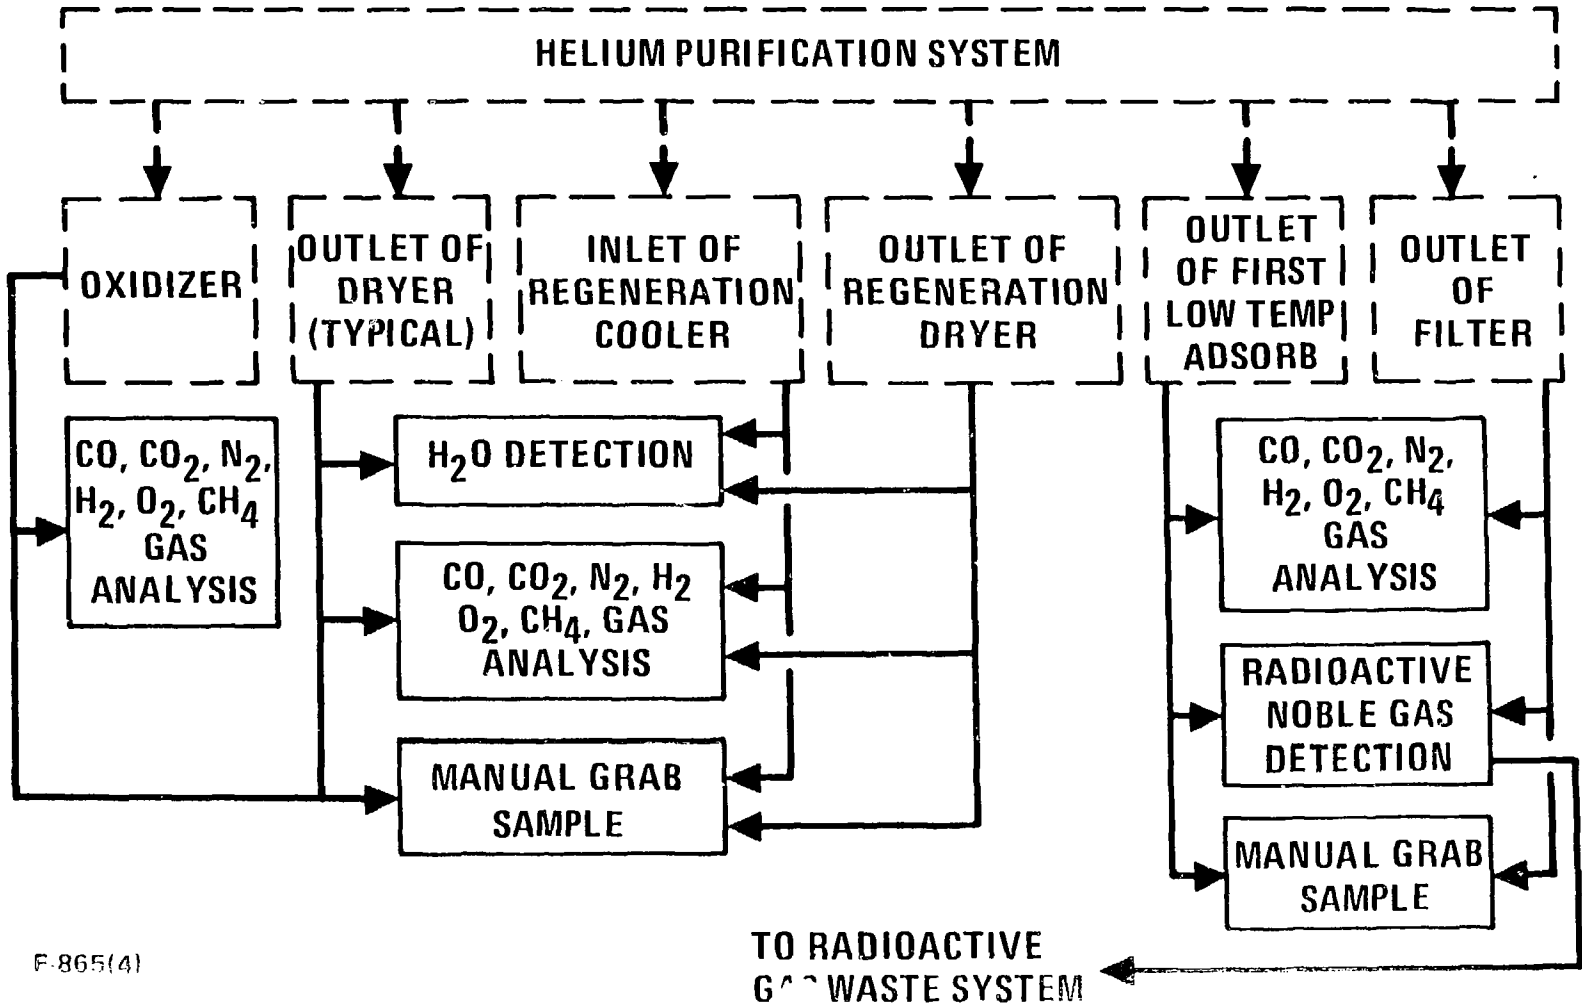 HELIUM PURIFICATION SYSTEM
OXIDIZER
OUTLET OF
DRYER
(TYPICAL)
INLET OF
REGENERATION
COOLER
OUTLET OF
REGENERATION
DRYER
OUTLET
OF FIRST
LOW TEMP
ADSORB
OUTLET
OF
FILTER
CO, CO2, N2,
H2, O2, CH4
GAS
ANALYSIS
H2O DETECTION
CO, CO2, N2, H2
O2, CH4, GAS
ANALYSIS
MANUAL GRAB
SAMPLE
CO, CO2, N2,
H2, O2, CH4
GAS
ANALYSIS
RADIOACTIVE
NOBLE GAS
DETECTION
MANUAL GRAB
SAMPLE
TO RADIOACTIVE
WASTE SYSTEM
F-865(4)